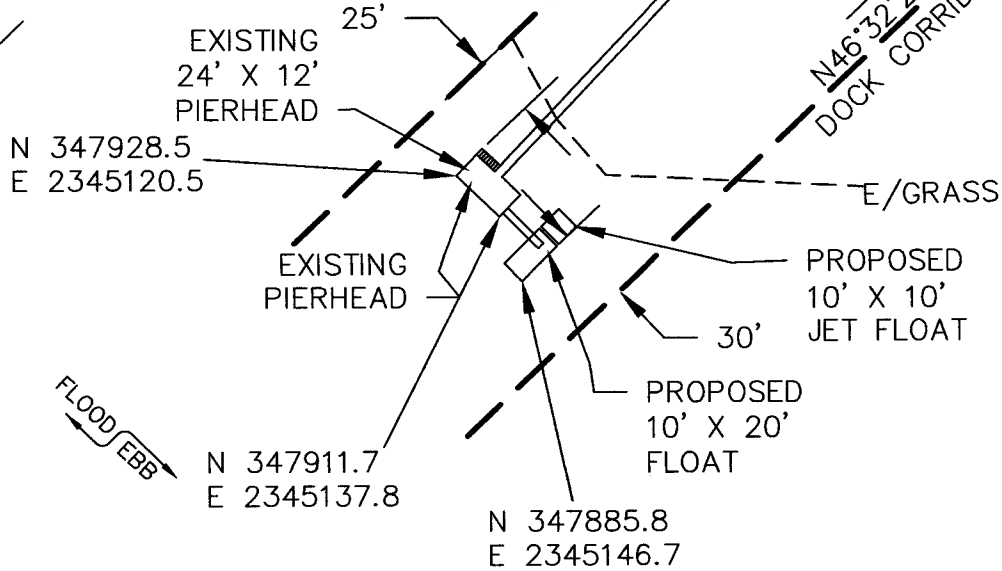 25'
EXISTING
24' X 12'
PIERHEAD
N 347928.5
E 2345120.5
DOCK
E/GRASS
EXISTING
PIERHEAD
PROPOSED
10' X 10'
JET FLOAT
30'
PROPOSED
10' X 20'
FLOAT
FLOOD
EBB
N 347911.7
E 2345137.8
N 347885.8
E 2345146.7